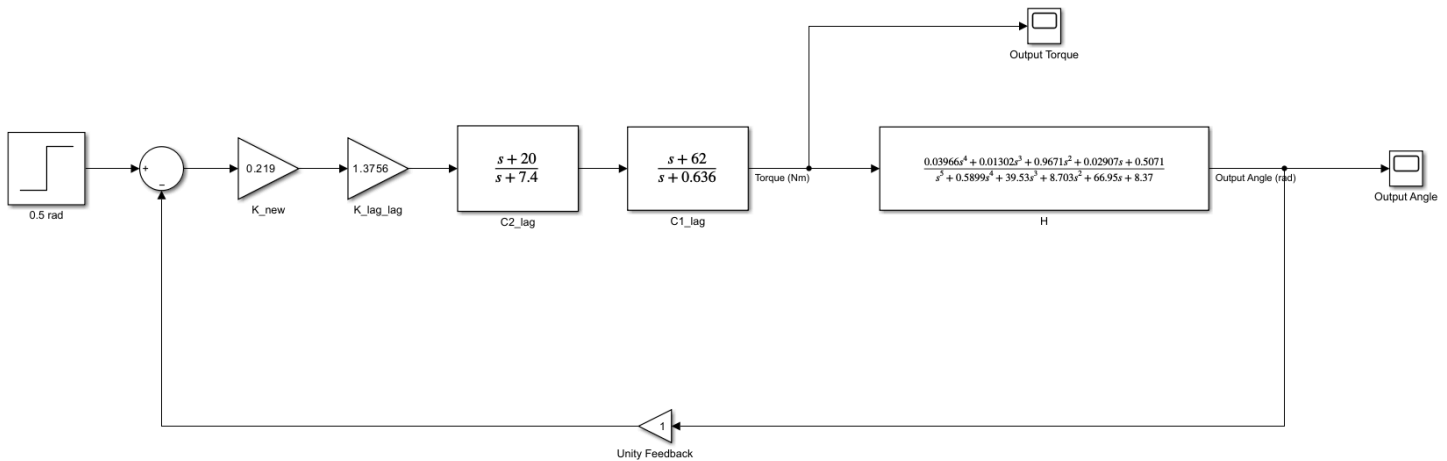 Output Torque
+
−
0.219
1.3756
s + 20
s + 7.4
s + 62
s + 0.636
Torque (Nm)
0.03966s⁴ + 0.01302s³ + 0.9671s² + 0.02907s + 0.5071
s⁵ + 0.5899s⁴ + 39.53s³ + 8.703s² + 66.95s + 8.37
Output Angle (rad)
Output Angle
0.5 rad
K_new
K_lag_lag
C2_lag
C1_lag
H
1
Unity Feedback